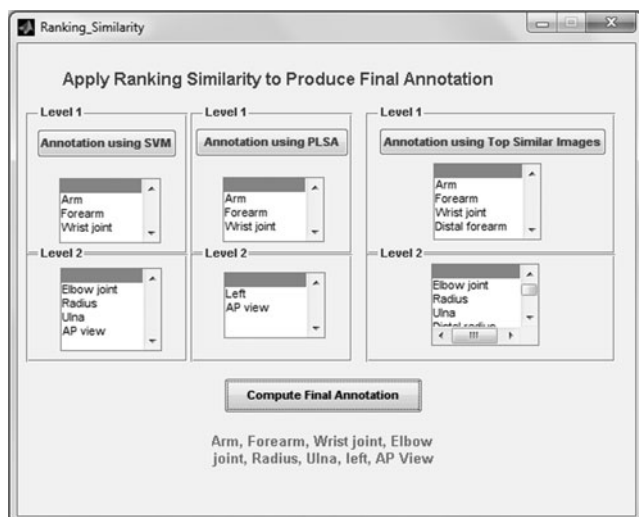 Ranking_Similarity
Apply Ranking Similarity to Produce Final Annotation
Level 1
Annotation using SVM
Arm
Forearm
Wrist joint
Level 2
Elbow joint
Radius
Ulna
AP view
Level 1
Annotation using PLSA
Arm
Forearm
Wrist joint
Level 2
Left
AP view
Level 1
Annotation using Top Similar Images
Arm
Forearm
Wrist joint
Distal forearm
Level 2
Elbow joint
Radius
Ulna
Distal radius
Compute Final Annotation
Arm, Forearm, Wrist joint, Elbow
joint, Radius, Ulna, left, AP View